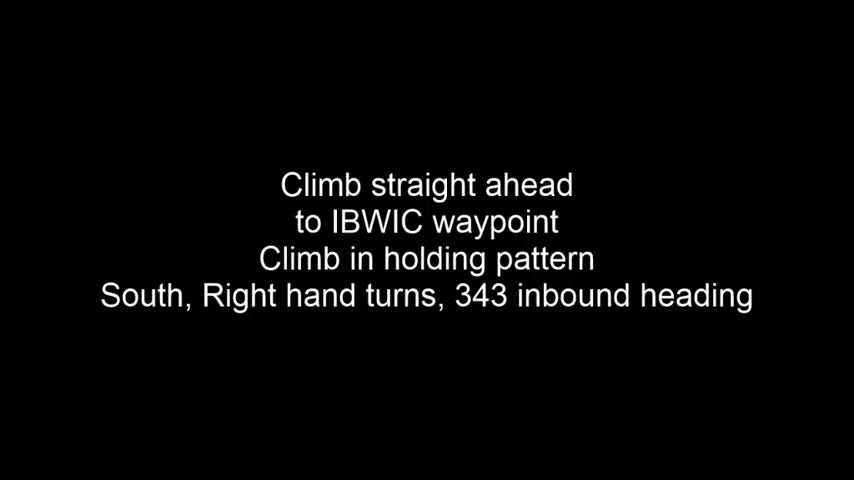 Climb straight ahead
to IBWIC waypoint
Climb in holding pattern
South, Right hand turns, 343 inbound heading